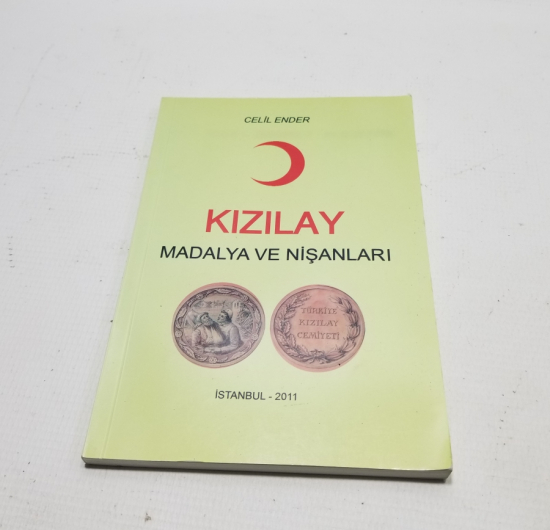 CELİL ENDER
KIZILAY
MADALYA VE NİŞANLARI
TÜRKİYE
KIZILAY
CEMİYETİ
İSTANBUL - 2011